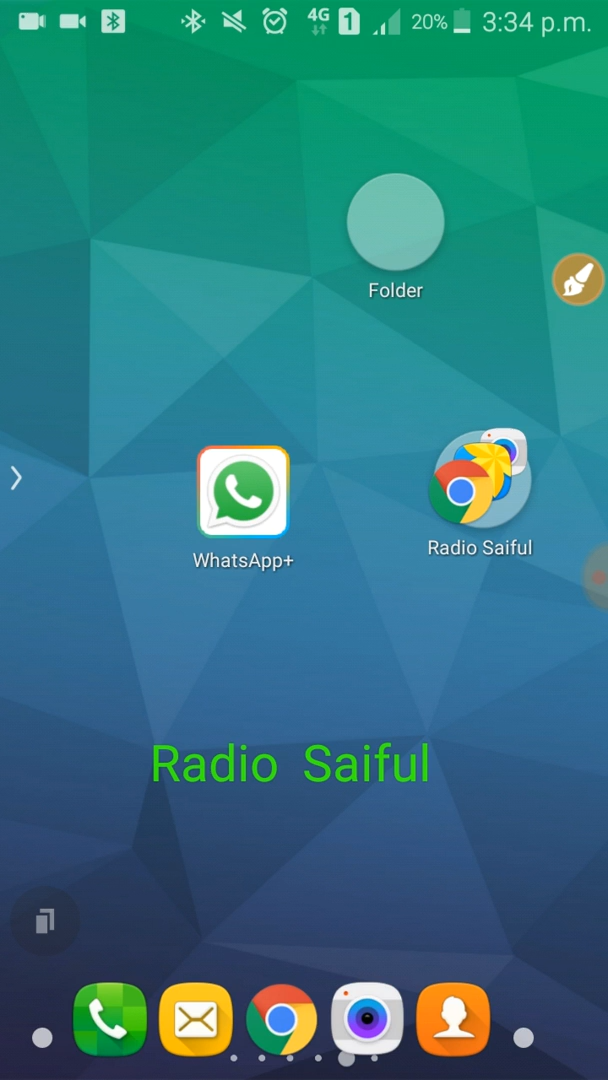 4G 1 20% 3:34 p.m.
Folder
WhatsApp+
Radio Saiful
Radio Saiful